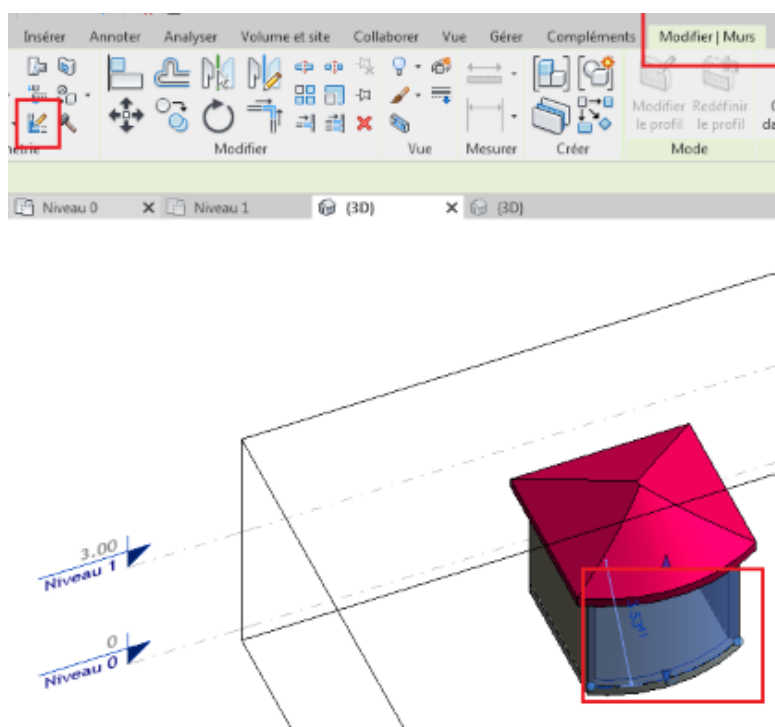 Insérer Annoter Analyser Volume et site Collaborer Vue Gérer Compléments Modifier | Murs
Modifier Redéfinir
le profil le profil
Modifier Vue Mesurer Créer Mode
Niveau 0 Niveau 1 (3D) (3D)
3.00
Niveau 1
0
Niveau 0